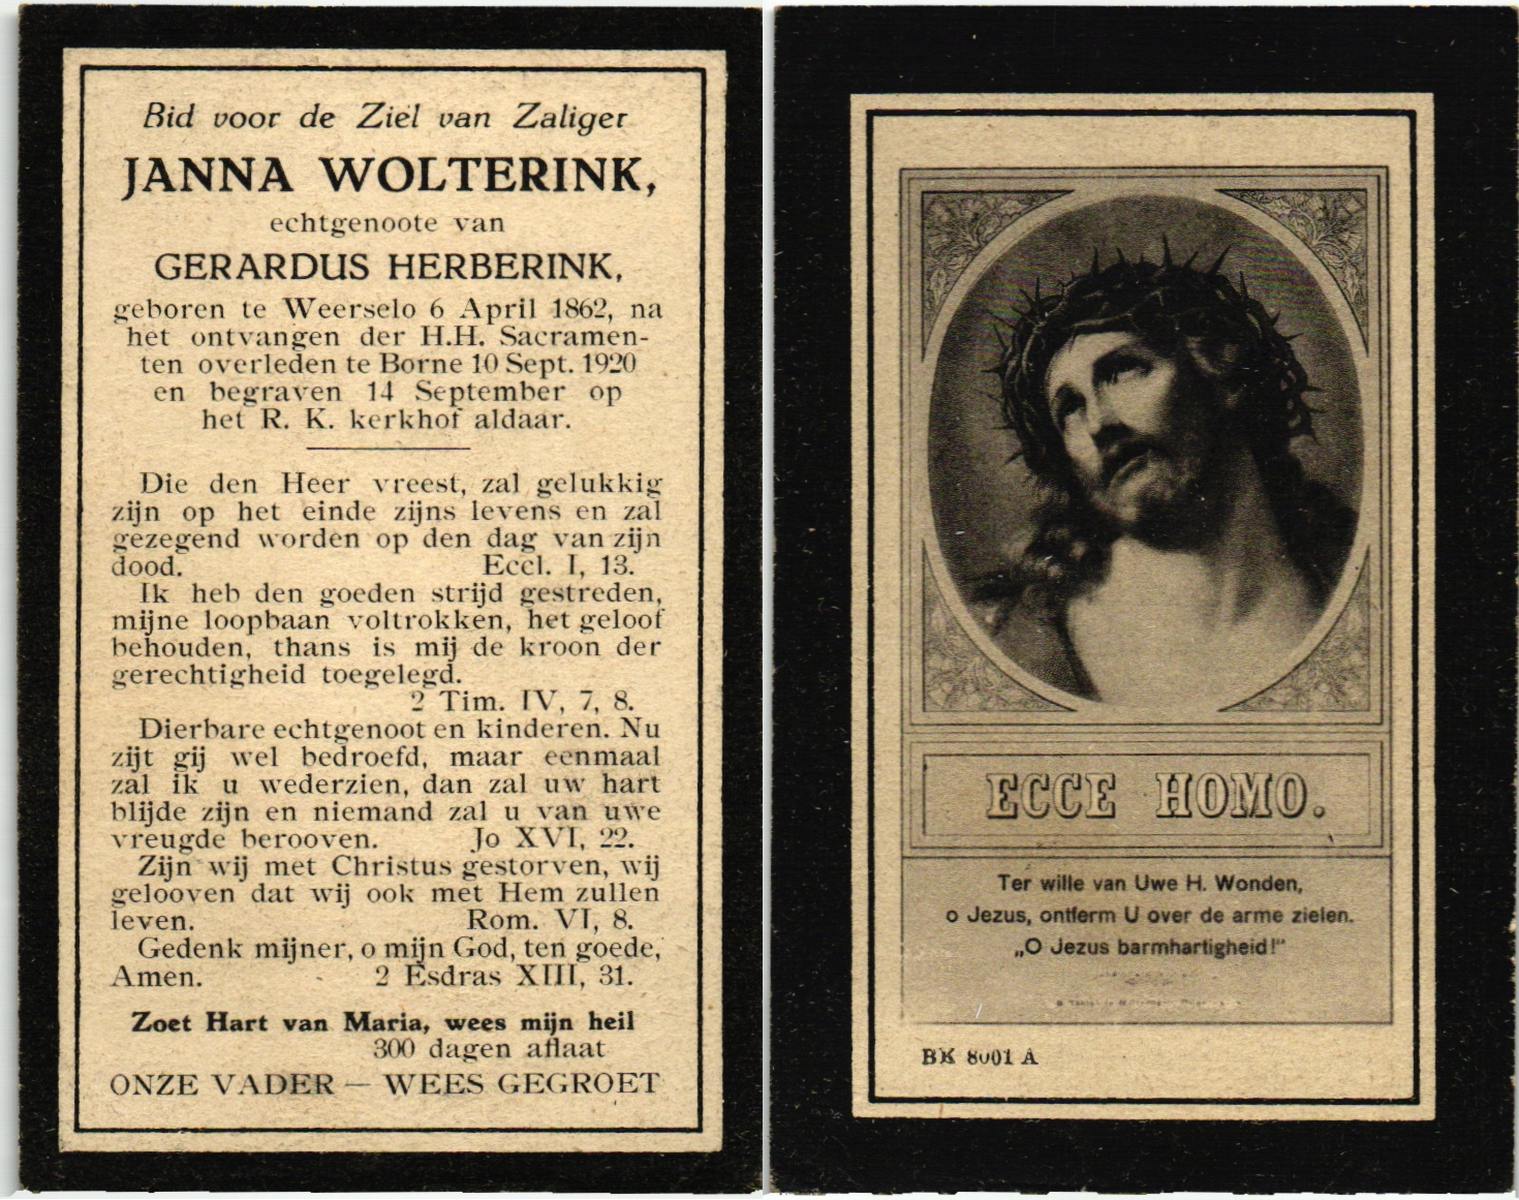 Bid voor de Ziel van Zaliger
JANNA WOLTERINK,
echtgenoote van
GERARDUS HERBERINK,
geboren te Weerselo 6 April 1862, na
het ontvangen der H.H. Sacramen-
ten overleden te Borne 10 Sept. 1920
en begraven 14 September op
het R. K. kerkhof aldaar.
Die den Heer vreest, zal gelukkig
zijn op het einde zijns levens en zal
gezegend worden op den dag van zijn
dood. Eccl. I, 13.
Ik heb den goeden strijd gestreden,
mijne loopbaan voltrokken, het geloof
behouden, thans is mij de kroon der
gerechtigheid toegelegd.
2 Tim. IV, 7, 8.
Dierbare echtgenoot en kinderen. Nu
zijt gij wel bedroefd, maar eenmaal
zal ik u wederzien, dan zal uw hart
blijde zijn en niemand zal u van uwe
vreugde berooven. Jo XVI, 22.
Zijn wij met Christus gestorven, wij
gelooven dat wij ook met Hem zullen
leven. Rom. VI, 8.
Gedenk mijner, o mijn God, ten goede,
Amen. 2 Esdras XIII, 31.
Zoet Hart van Maria, wees mijn heil
300 dagen aflaat
ONZE VADER — WEES GEGROET
ECCE HOMO.
Ter wille van Uwe H. Wonden,
o Jezus, ontferm U over de arme zielen.
„O Jezus barmhartigheid!"
BK 8001 A